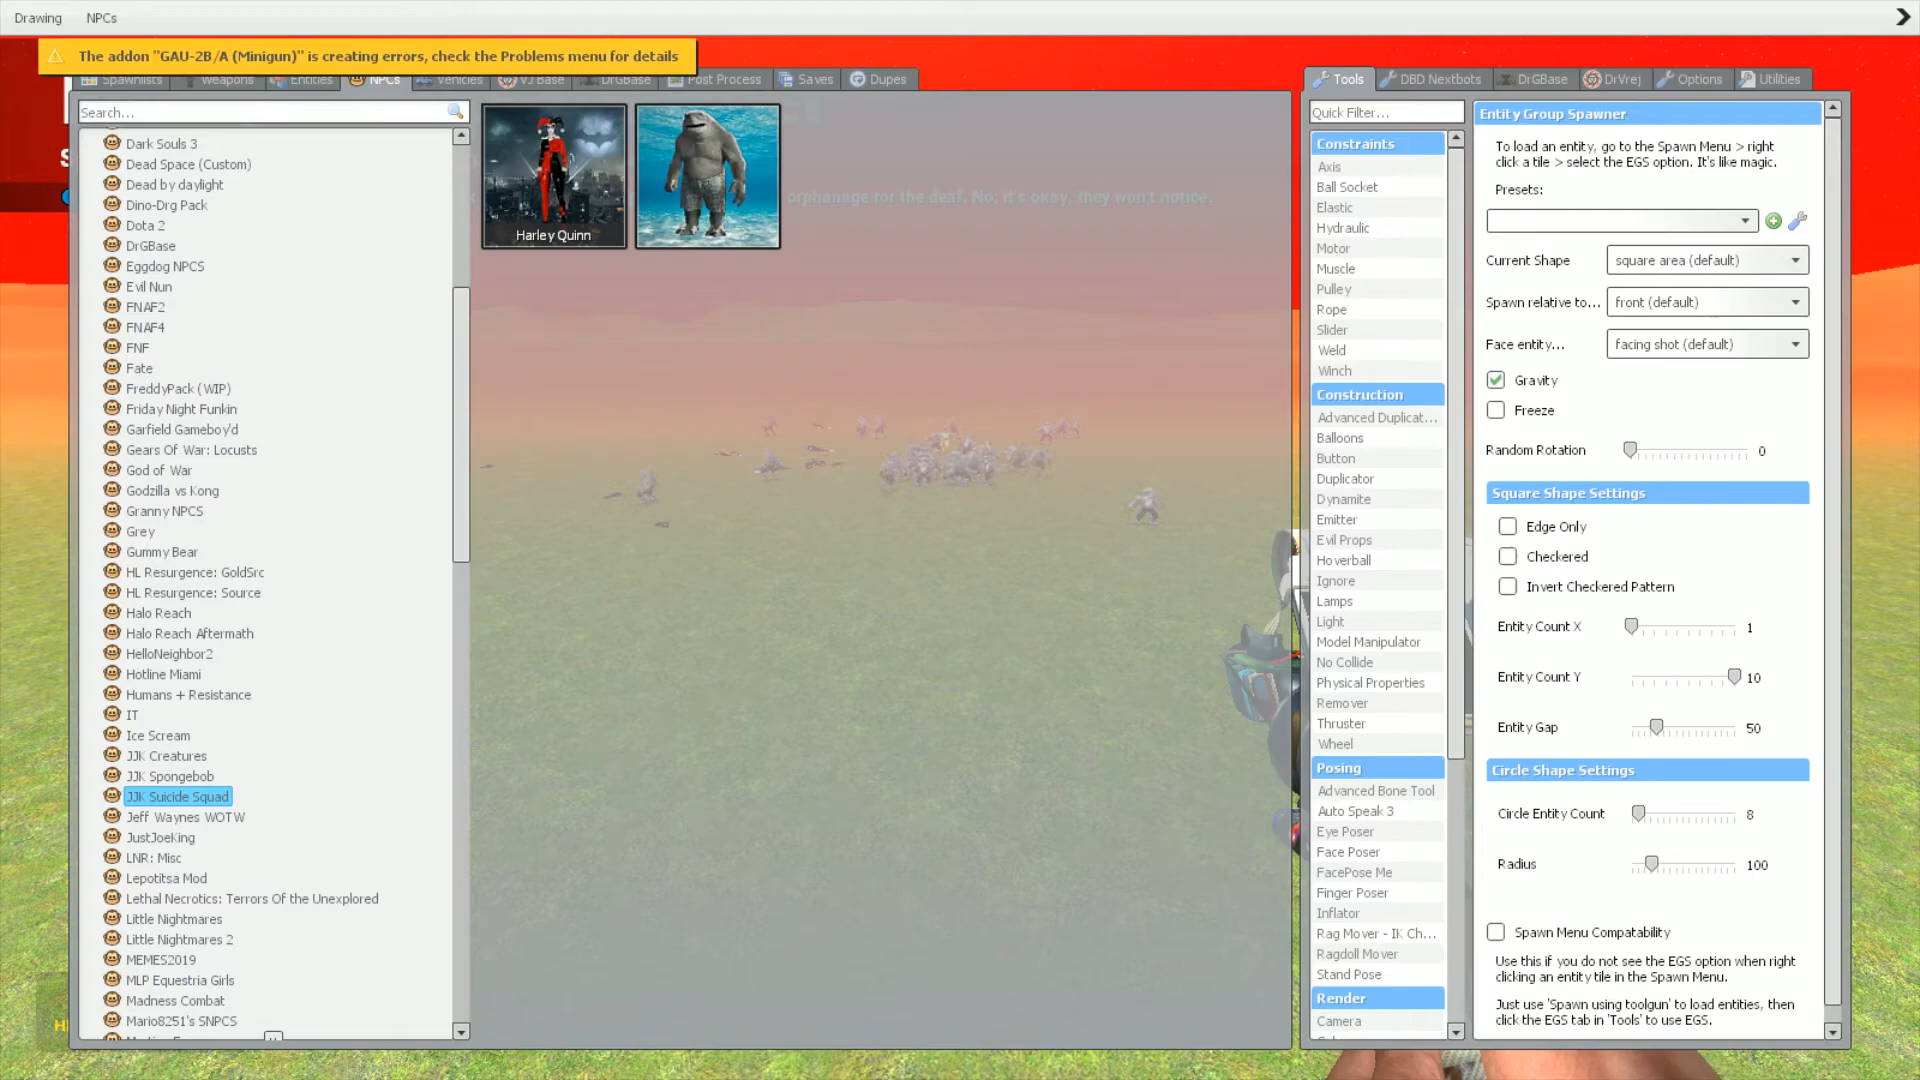 Drawing NPCs
The addon "GAU-2B/A (Minigun)" is creating errors, check the Problems menu for details
Spawnlists Weapons Entities NPCs Vehicles VJ Base DrGBase Post Process Saves Dupes
Search...
Dark Souls 3
Dead Space (Custom)
Dead by daylight
Dino-Drg Pack
Dota 2
DrGBase
Eggdog NPCS
Evil Nun
FNAF2
FNAF4
FNF
Fate
FreddyPack (WIP)
Friday Night Funkin
Garfield Gameboy'd
Gears Of War: Locusts
God of War
Godzilla vs Kong
Granny NPCS
Grey
Gummy Bear
HL Resurgence: GoldSrc
HL Resurgence: Source
Halo Reach
Halo Reach Aftermath
HelloNeighbor2
Hotline Miami
Humans + Resistance
IT
Ice Scream
JJK Creatures
JJK Spongebob
JJK Suicide Squad
Jeff Waynes WOTW
JustJoeKing
LNR: Misc
Lepotitsa Mod
Lethal Necrotics: Terrors Of the Unexplored
Little Nightmares
Little Nightmares 2
MEMES2019
MLP Equestria Girls
Madness Combat
Mario8251's SNPCS
Harley Quinn
orphanage for the deaf. No, it's okay, they won't notice.
Tools DBD Nextbots DrGBase DrVrej Options Utilities
Quick Filter...
Constraints
Axis
Ball Socket
Elastic
Hydraulic
Motor
Muscle
Pulley
Rope
Slider
Weld
Winch
Construction
Advanced Duplicat...
Balloons
Button
Duplicator
Dynamite
Emitter
Evil Props
Hoverball
Ignore
Lamps
Light
Model Manipulator
No Collide
Physical Properties
Remover
Thruster
Wheel
Posing
Advanced Bone Tool
Auto Speak 3
Eye Poser
Face Poser
FacePose Me
Finger Poser
Inflator
Rag Mover - IK Ch...
Ragdoll Mover
Stand Pose
Render
Camera
Entity Group Spawner
To load an entity, go to the Spawn Menu > right
click a tile > select the EGS option. It's like magic.
Presets:
Current Shape square area (default)
Spawn relative to... front (default)
Face entity... facing shot (default)
Gravity
Freeze
Random Rotation 0
Square Shape Settings
Edge Only
Checkered
Invert Checkered Pattern
Entity Count X 1
Entity Count Y 10
Entity Gap 50
Circle Shape Settings
Circle Entity Count 8
Radius 100
Spawn Menu Compatability
Use this if you do not see the EGS option when right
clicking an entity tile in the Spawn Menu.
Just use 'Spawn using toolgun' to load entities, then
click the EGS tab in 'Tools' to use EGS.